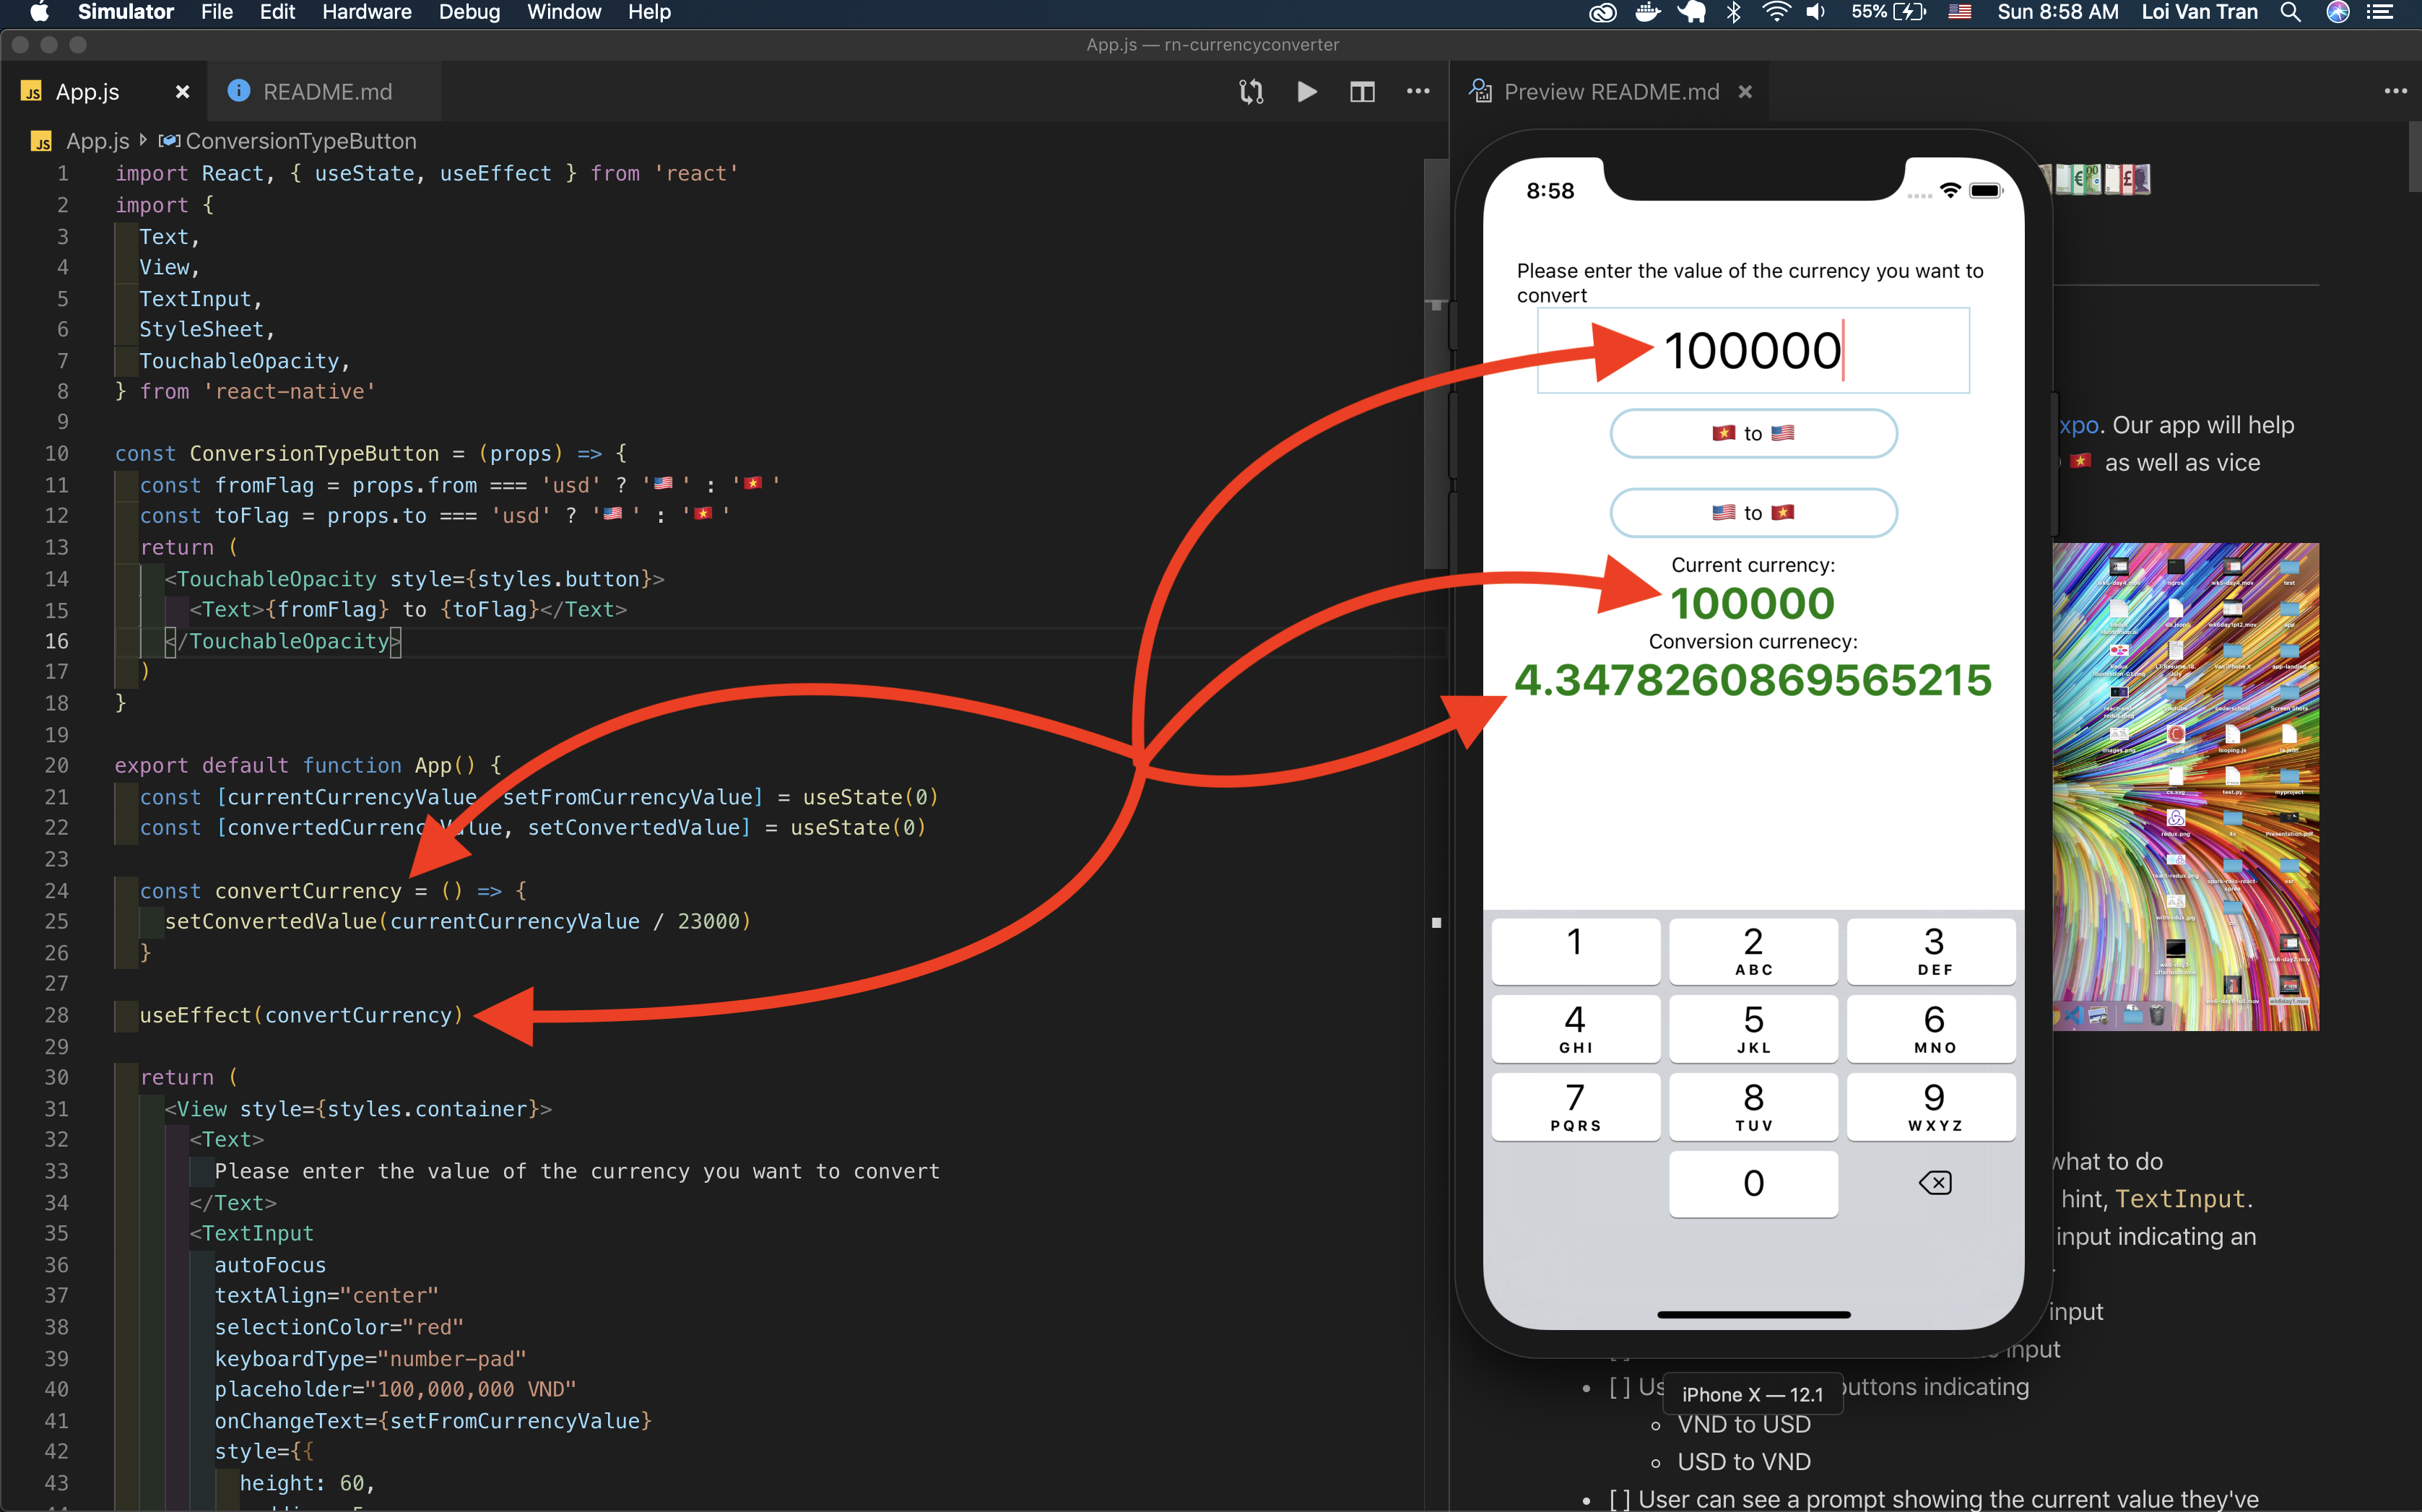 Simulator File Edit Hardware Debug Window Help
55% Sun 8:58 AM Loi Van Tran
App.js — rn-currencyconverter
JS App.js README.md
Preview README.md
JS App.js ConversionTypeButton
1 import React, { useState, useEffect } from 'react'
2 import {
3 Text,
4 View,
5 TextInput,
6 StyleSheet,
7 TouchableOpacity,
8 } from 'react-native'
9
10 const ConversionTypeButton = (props) => {
11 const fromFlag = props.from === 'usd' ? '🇺🇸' : '🇻🇳'
12 const toFlag = props.to === 'usd' ? '🇺🇸' : '🇻🇳'
13 return (
14 <TouchableOpacity style={styles.button}>
15 <Text>{fromFlag} to {toFlag}</Text>
16 </TouchableOpacity>
17 )
18 }
19
20 export default function App() {
21 const [currentCurrencyValue, setFromCurrencyValue] = useState(0)
22 const [convertedCurrencyValue, setConvertedValue] = useState(0)
23
24 const convertCurrency = () => {
25 setConvertedValue(currentCurrencyValue / 23000)
26 }
27
28 useEffect(convertCurrency)
29
30 return (
31 <View style={styles.container}>
32 <Text>
33 Please enter the value of the currency you want to convert
34 </Text>
35 <TextInput
36 autoFocus
37 textAlign="center"
38 selectionColor="red"
39 keyboardType="number-pad"
40 placeholder="100,000,000 VND"
41 onChangeText={setFromCurrencyValue}
42 style={{
43 height: 60,
8:58
Please enter the value of the currency you want to
convert
100000
🇻🇳 to 🇺🇸
🇺🇸 to 🇻🇳
Current currency:
100000
Conversion currenecy:
4.3478260869565215
1 2 3
ABC DEF
4 5 6
GHI JKL MNO
7 8 9
PQRS TUV WXYZ
0
iPhone X — 12.1
xpo. Our app will help
🇻🇳 as well as vice
what to do
hint, TextInput.
input indicating an
input
input
[ ] Us
buttons indicating
VND to USD
USD to VND
[ ] User can see a prompt showing the current value they've